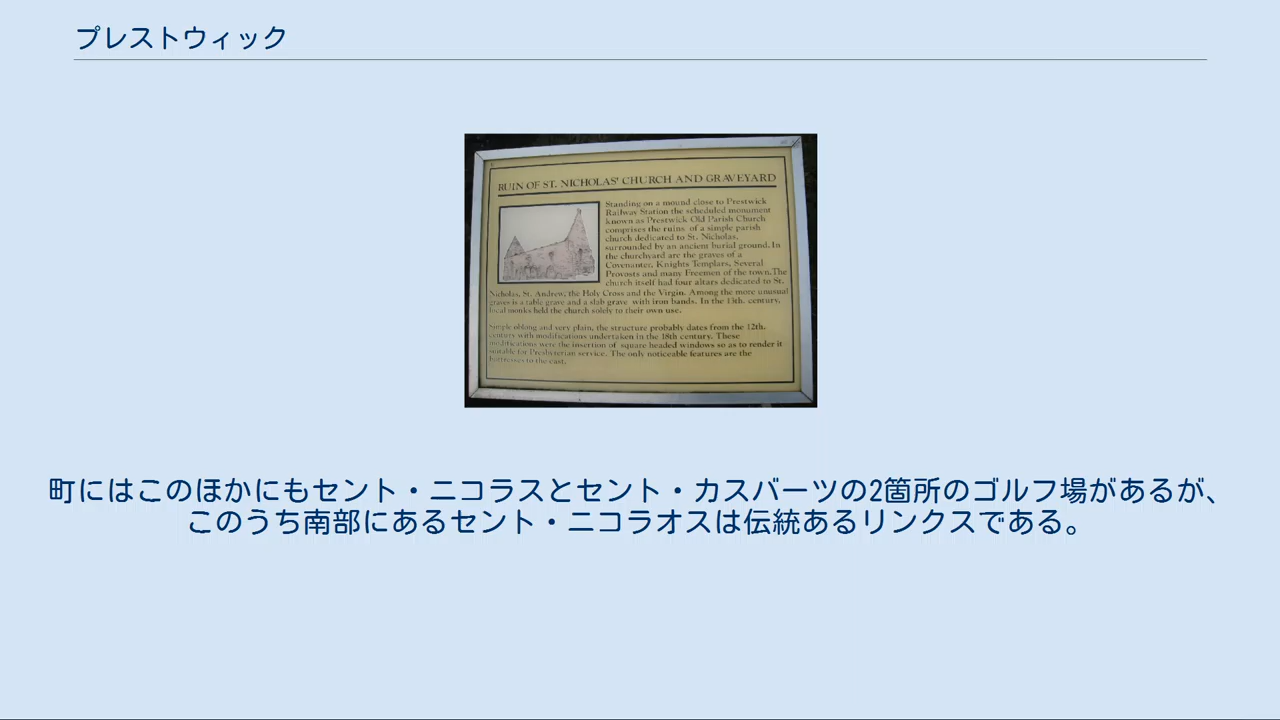 プレストウィック
RUIN OF ST. NICHOLAS' CHURCH AND GRAVEYARD
Standing on a mound close to Prestwick
Railway Station the scheduled monument
known as Prestwick Old Parish Church
comprises the ruins of a simple parish
church dedicated to St. Nicholas,
surrounded by an ancient burial ground. In
the churchyard are the graves of a
Covenanter, Knights Templars, Several
Provosts and many Freemen of the town.The
church itself had four altars dedicated to St.
Nicholas, St. Andrew, the Holy Cross and the Virgin. Among the more unusual
graves is a table grave and a slab grave with iron bands. In the 13th. century,
local monks held the church solely to their own use.
Simple oblong and very plain, the structure probably dates from the 12th.
century with modifications undertaken in the 18th century. These
modifications were the insertion of square headed windows so as to render it
suitable for Presbyterian service. The only noticeable features are the
buttresses to the east.
町にはこのほかにもセント・ニコラスとセント・カスバーツの2箇所のゴルフ場があるが、
このうち南部にあるセント・ニコラオスは伝統あるリンクスである。